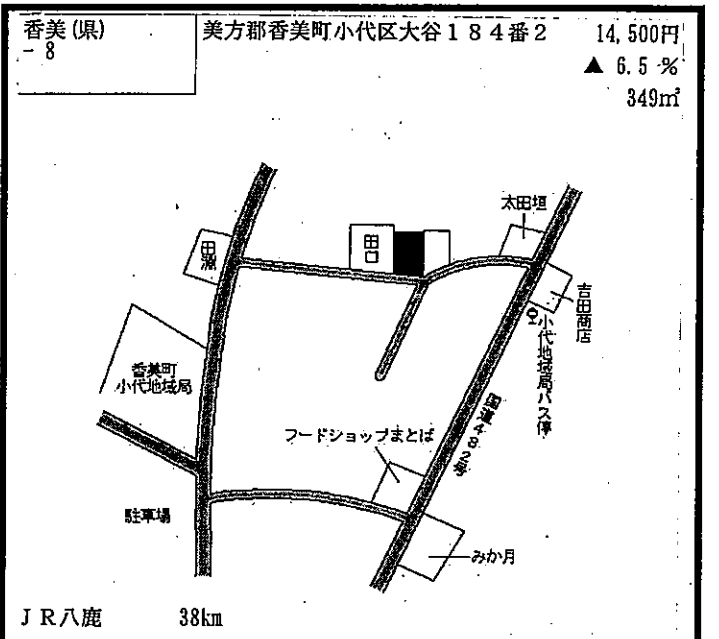 香美(県)
- 8
美方郡香美町小代区大谷184番2
14,500円
▲ 6.5 %
349㎡
太田垣
田口
田淵
吉田商店
小代地域局バス停
香美町
小代地域局
国道482号
フードショップまとば
駐車場
みか月
JR八鹿 38km